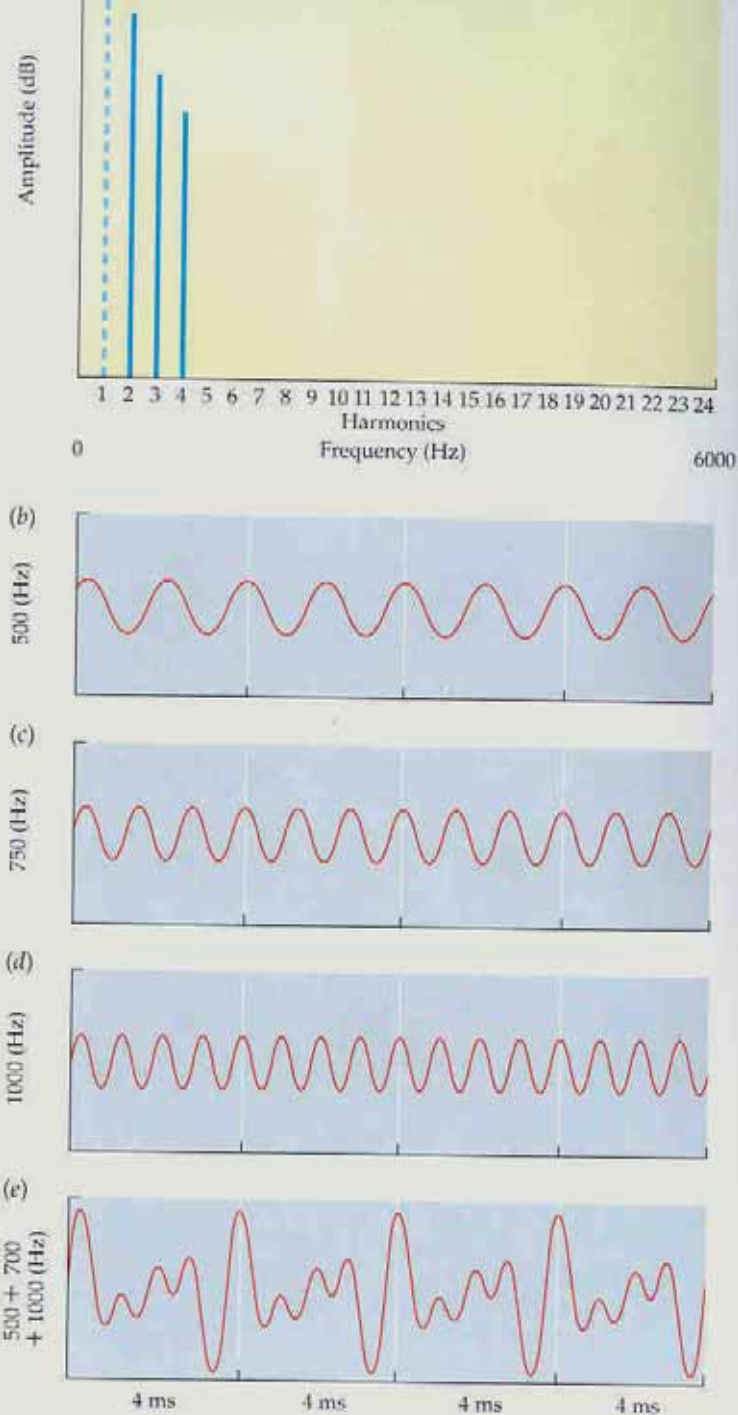 Amplitude (dB)
1 2 3 4 5 6 7 8 9 10 11 12 13 14 15 16 17 18 19 20 21 22 23 24
Harmonics
0 Frequency (Hz) 6000
(b)
500 (Hz)
(c)
750 (Hz)
(d)
1000 (Hz)
(e)
500 + 700
+ 1000 (Hz)
4 ms 4 ms 4 ms 4 ms